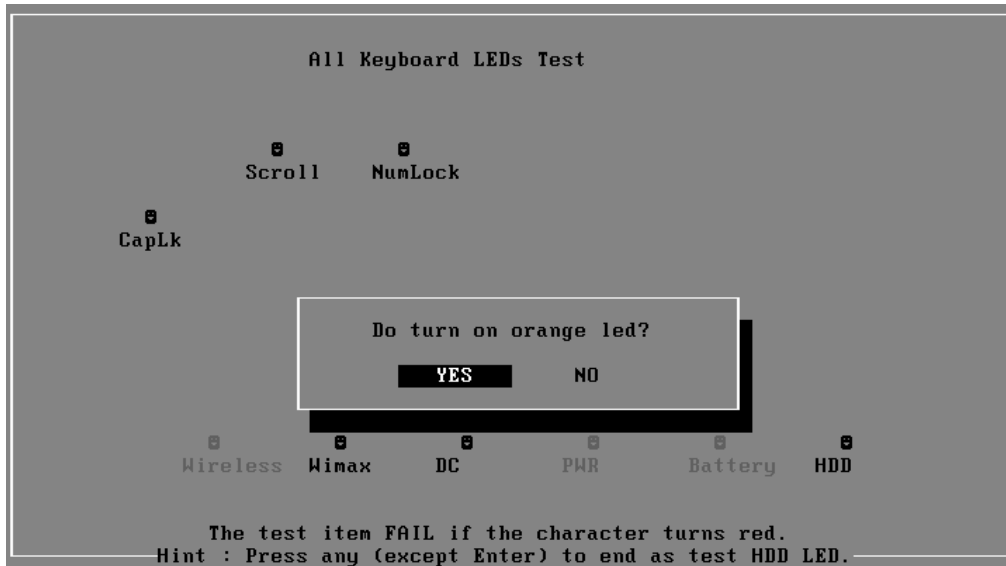 All Keyboard LEDs Test
Scroll NumLock
CapLk
Do turn on orange led?
YES NO
Wireless Wimax DC PWR Battery HDD
The test item FAIL if the character turns red.
Hint : Press any (except Enter) to end as test HDD LED.